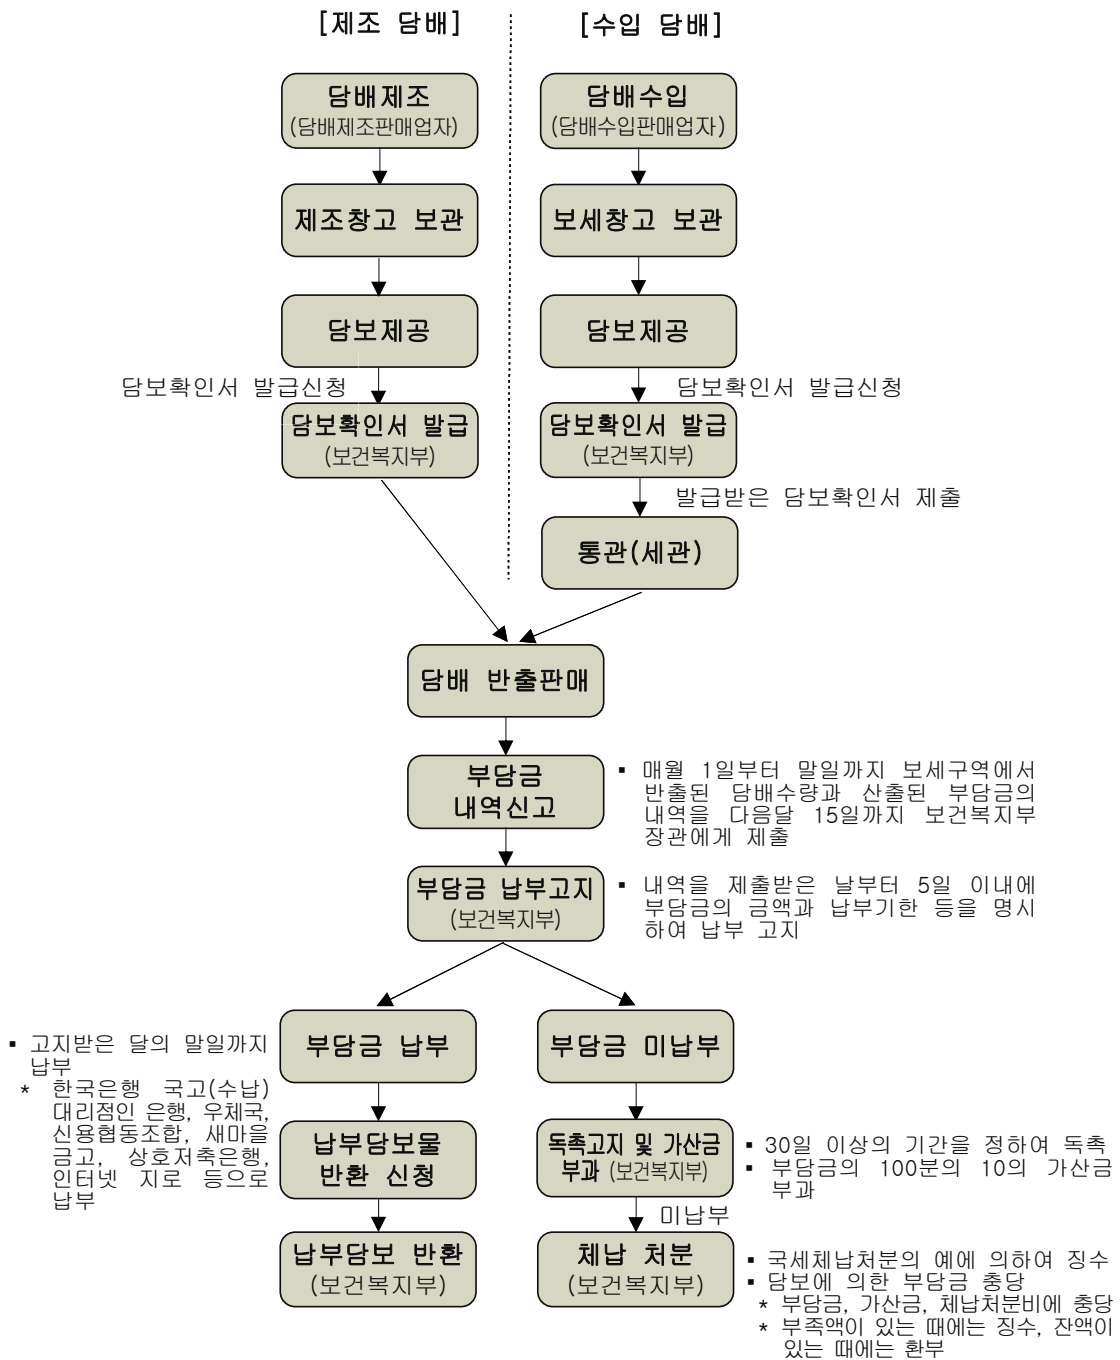 [제조 담배]
[수입 담배]
담배제조
(담배제조판매업자)
담배수입
(담배수입판매업자)
제조창고 보관
보세창고 보관
담보제공
담보제공
담보확인서 발급신청
담보확인서 발급신청
담보확인서 발급
(보건복지부)
담보확인서 발급
(보건복지부)
발급받은 담보확인서 제출
통관(세관)
담배 반출판매
부담금
내역신고
▪ 매월 1일부터 말일까지 보세구역에서
반출된 담배수량과 산출된 부담금의
내역을 다음달 15일까지 보건복지부
장관에게 제출
부담금 납부고지
(보건복지부)
▪ 내역을 제출받은 날부터 5일 이내에
부담금의 금액과 납부기한 등을 명시
하여 납부 고지
부담금 납부
부담금 미납부
▪ 고지받은 달의 말일까지
납부
* 한국은행 국고(수납)
대리점인 은행, 우체국,
신용협동조합, 새마을
금고, 상호저축은행,
인터넷 지로 등으로
납부
납부담보물
반환 신청
독촉고지 및 가산금
부과 (보건복지부)
▪ 30일 이상의 기간을 정하여 독촉
▪ 부담금의 100분의 10의 가산금
부과
미납부
납부담보 반환
(보건복지부)
체납 처분
(보건복지부)
▪ 국세체납처분의 예에 의하여 징수
▪ 담보에 의한 부담금 충당
* 부담금, 가산금, 체납처분비에 충당
* 부족액이 있는 때에는 징수, 잔액이
있는 때에는 환부